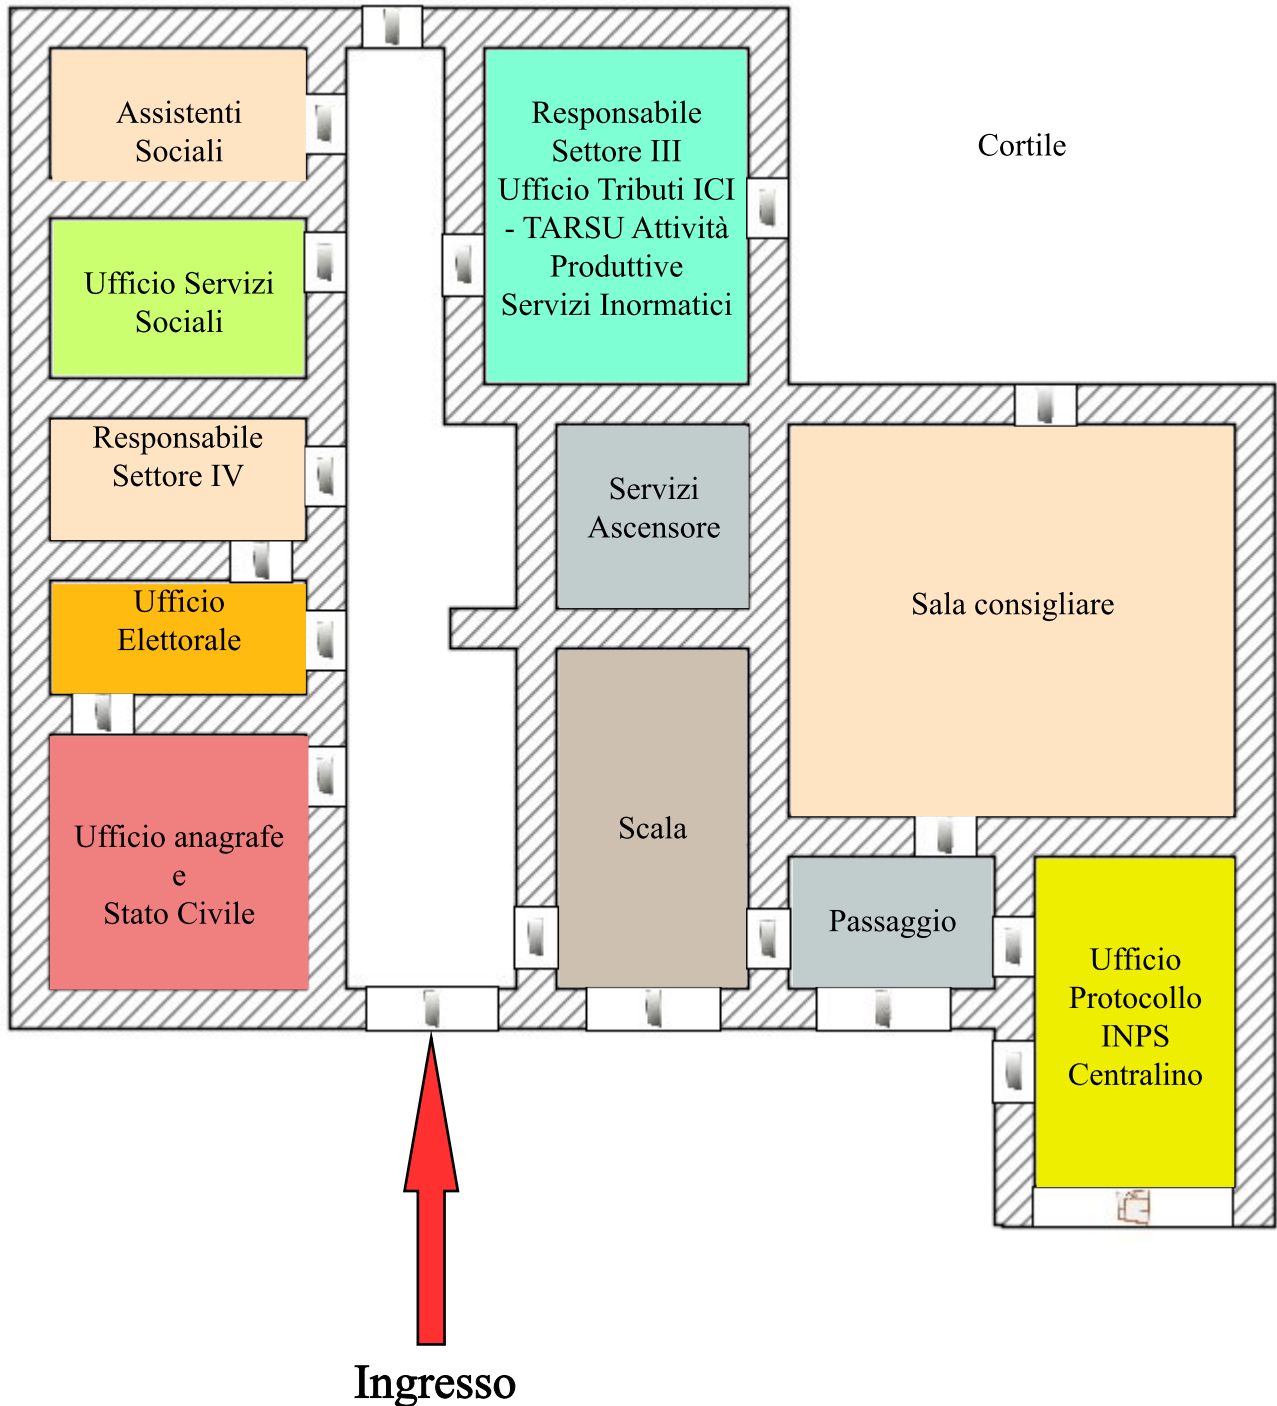 Assistenti
Sociali
Responsabile
Settore III
Ufficio Tributi ICI
- TARSU Attività
Produttive
Servizi Inormatici
Cortile
Ufficio Servizi
Sociali
Responsabile
Settore IV
Servizi
Ascensore
Ufficio
Elettorale
Sala consigliare
Ufficio anagrafe
e
Stato Civile
Scala
Passaggio
Ufficio
Protocollo
INPS
Centralino
Ingresso